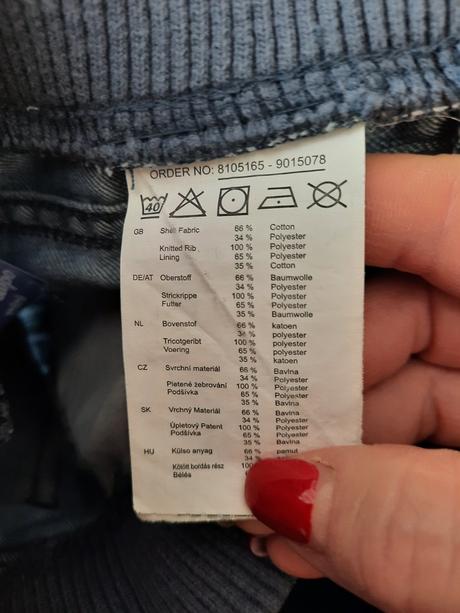 ORDER NO: 8105165 - 9015078
40
GB Shell Fabric 66 % Cotton
34 % Polyester
Knitted Rib 100 % Polyester
Lining 65 % Polyester
35 % Cotton
DE/AT Oberstoff 66 % Baumwolle
34 % Polyester
Strickrippe 100 % Polyester
Futter 65 % Polyester
35 % Baumwolle
NL Bovenstof 66 % katoen
34 % polyester
Tricotgeribt 100 % polyester
Voering 65 % polyester
35 % katoen
CZ Svrchní materiál 66 % Bavlna
34 % Polyester
Pletené žebrování 100 % Polyester
Podšívka 65 % Polyester
35 % Bavlna
SK Vrchný Materiál 66 % Bavlna
34 % Polyester
Úpletový Patent 100 % Polyester
Podšívka 65 % Polyester
35 % Bavlna
HU Külso anyag 66 % pamut
34 %
Kötött bordás rész 100
Bélés